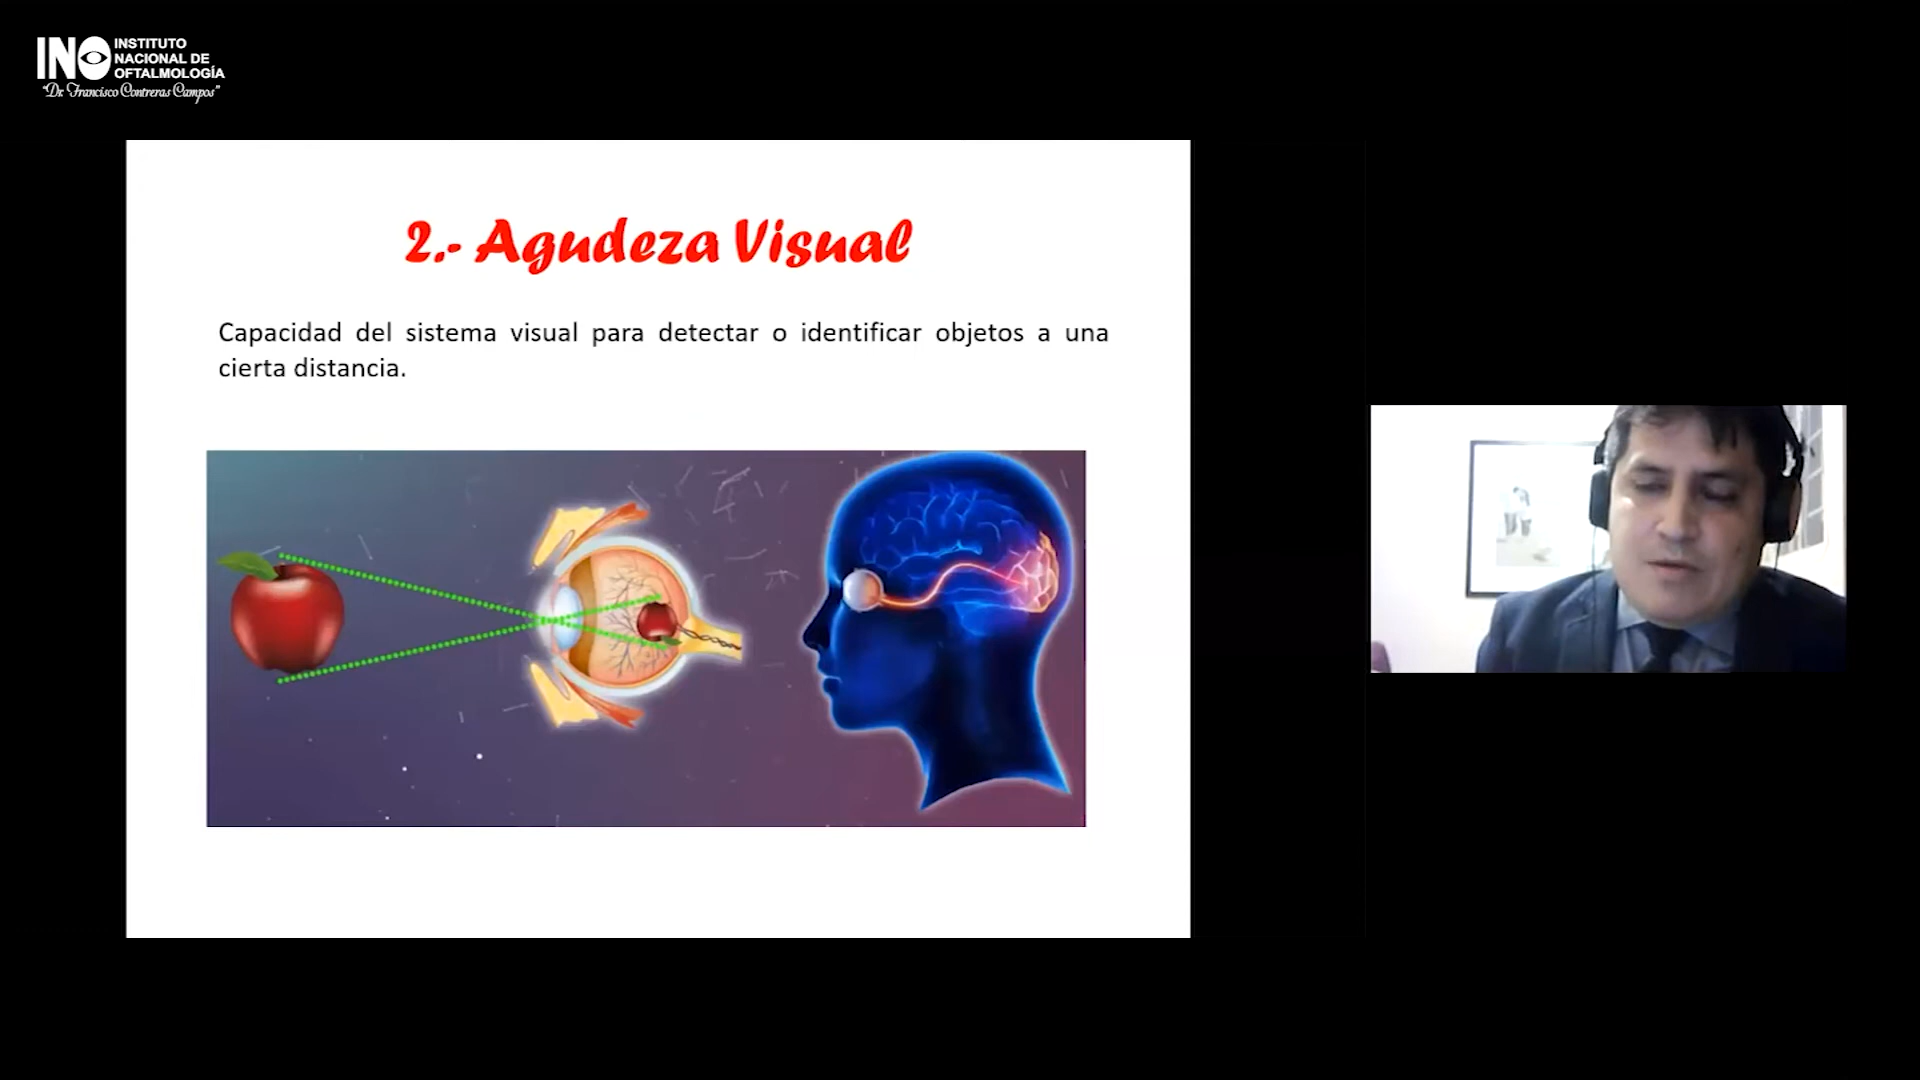 INO
INSTITUTO
NACIONAL DE
OFTALMOLOGÍA
"Dr. Francisco Contreras Campos"
2.- Agudeza Visual
Capacidad del sistema visual para detectar o identificar objetos a una
cierta distancia.